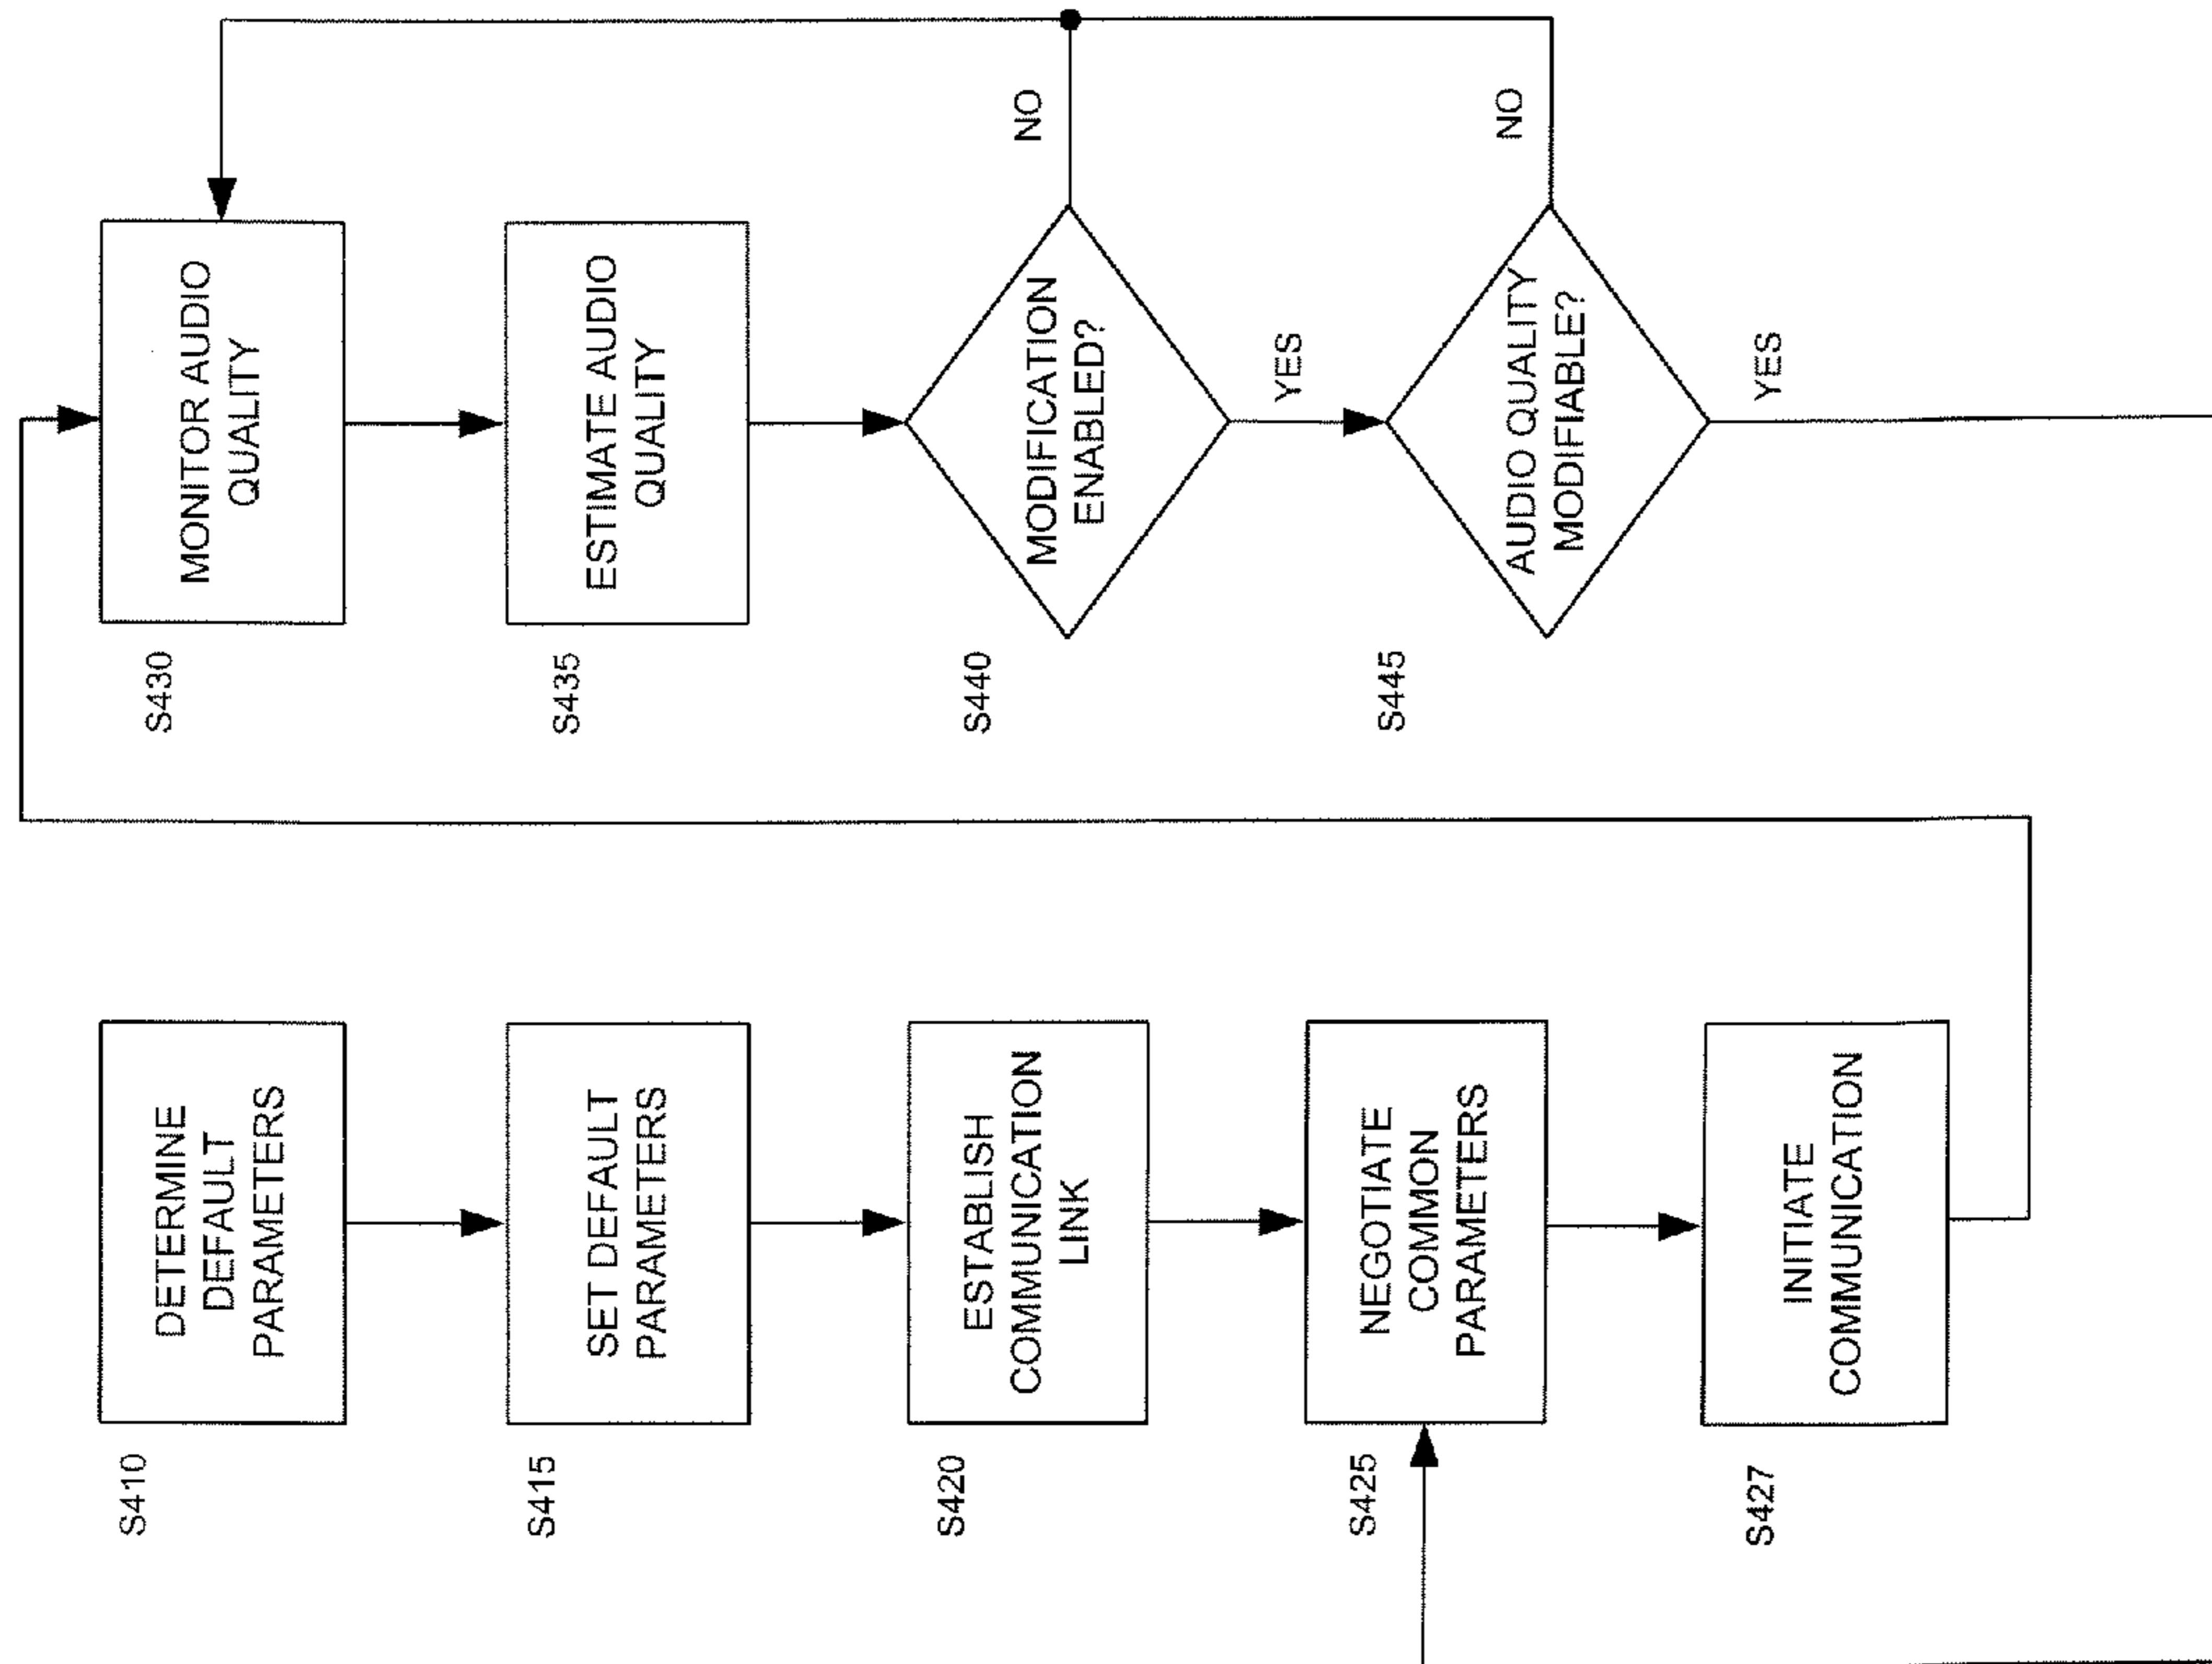 S410
DETERMINE
DEFAULT
PARAMETERS
S415
SET DEFAULT
PARAMETERS
S420
ESTABLISH
COMMUNICATION
LINK
S425
NEGOTIATE
COMMON
PARAMETERS
S427
INITIATE
COMMUNICATION
S430
MONITOR AUDIO
QUALITY
S435
ESTIMATE AUDIO
QUALITY
S440
MODIFICATION
ENABLED?
NO
YES
S445
AUDIO QUALITY
MODIFIABLE?
NO
YES